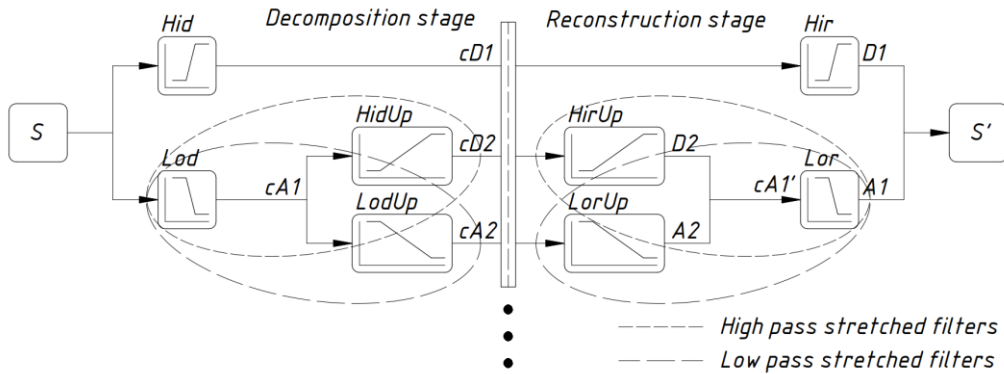 Hid
Decomposition stage
Reconstruction stage
Hir
cD1
D1
S
HidUp
cD2
HirUp
D2
S'
Lod
cA1
Lor
cA1'
A1
LodUp
cA2
LorUp
A2
High pass stretched filters
Low pass stretched filters